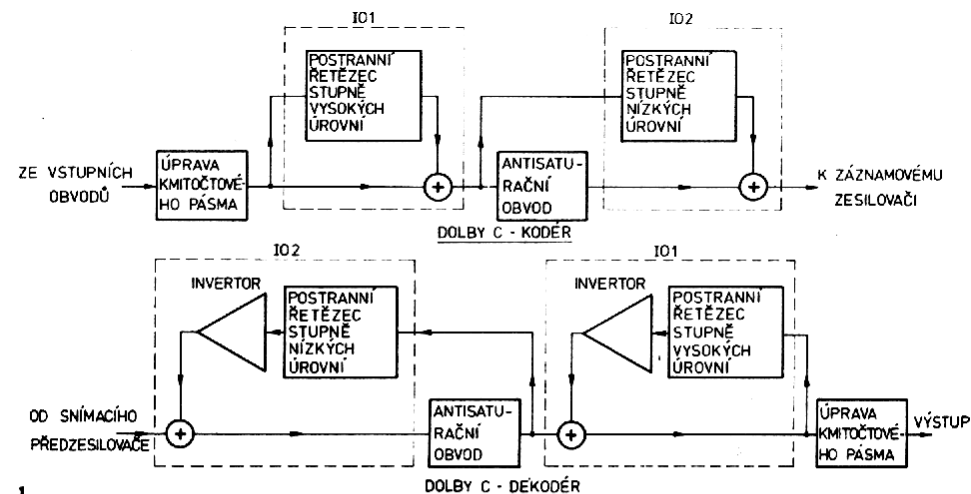 IO1
IO2
POSTRANNÍ
ŘETĚZEC
STUPNĚ
VYSOKÝCH
ÚROVNÍ
POSTRANNÍ
ŘETĚZEC
STUPNĚ
NÍZKÝCH
ÚROVNÍ
ZE VSTUPNÍCH
OBVODŮ
ÚPRAVA
KMITOČTOVÉ-
HO PÁSMA
+
ANTISATU-
RAČNÍ
OBVOD
+
K ZÁZNAMOVÉMU
ZESILOVAČI
DOLBY C - KODÉR
IO2
IO1
INVERTOR
POSTRANNÍ
ŘETĚZEC
STUPNĚ
NÍZKÝCH
ÚROVNÍ
INVERTOR
POSTRANNÍ
ŘETĚZEC
STUPNĚ
VYSOKÝCH
ÚROVNÍ
OD SNÍMACÍHO
PŘEDZESILOVAČE
+
ANTISATU-
RAČNÍ
OBVOD
+
ÚPRAVA
KMITOČTOVÉ-
HO PÁSMA
VÝSTUP
DOLBY C - DEKODÉR